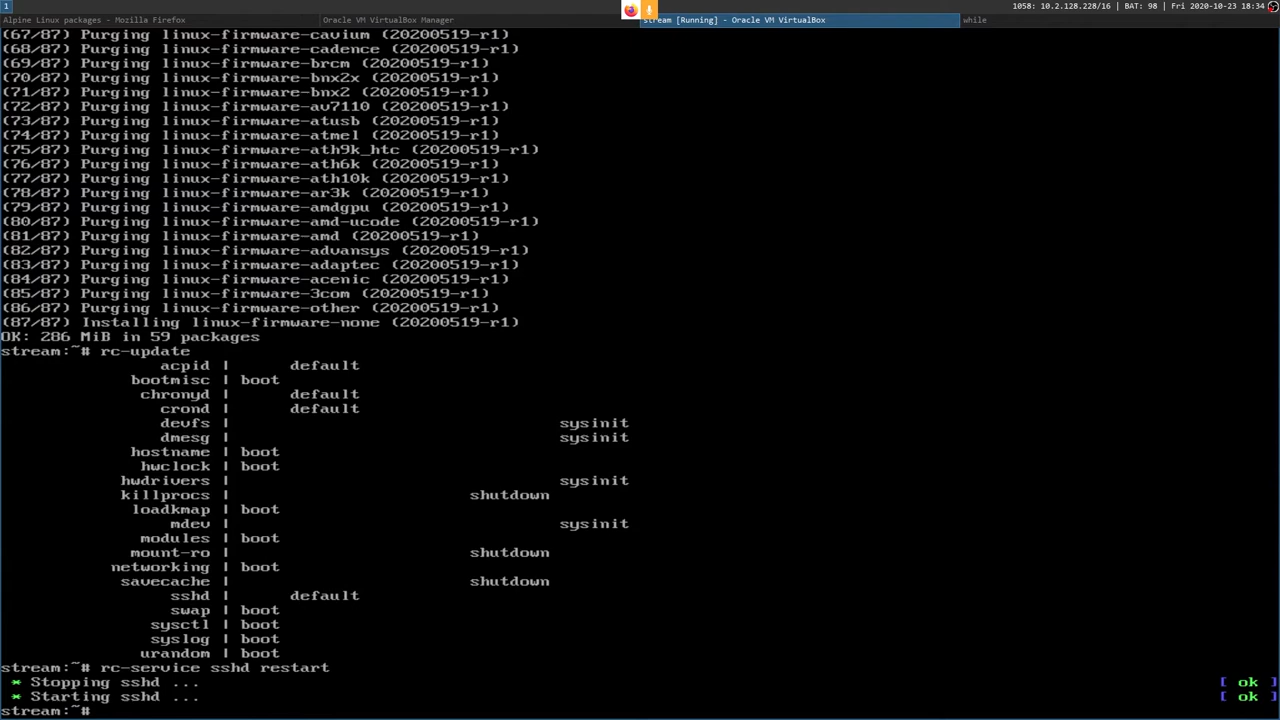 1
1058: 10.2.128.228/16 | BAT: 98 | Fri 2020-10-23 18:34
Alpine Linux packages - Mozilla Firefox
Oracle VM VirtualBox Manager
stream [Running] - Oracle VM VirtualBox
while
(67/87) Purging linux-firmware-cavium (20200519-r1)
(68/87) Purging linux-firmware-cadence (20200519-r1)
(69/87) Purging linux-firmware-brcm (20200519-r1)
(70/87) Purging linux-firmware-bnx2x (20200519-r1)
(71/87) Purging linux-firmware-bnx2 (20200519-r1)
(72/87) Purging linux-firmware-av7110 (20200519-r1)
(73/87) Purging linux-firmware-atusb (20200519-r1)
(74/87) Purging linux-firmware-atmel (20200519-r1)
(75/87) Purging linux-firmware-ath9k_htc (20200519-r1)
(76/87) Purging linux-firmware-ath6k (20200519-r1)
(77/87) Purging linux-firmware-ath10k (20200519-r1)
(78/87) Purging linux-firmware-ar3k (20200519-r1)
(79/87) Purging linux-firmware-amdgpu (20200519-r1)
(80/87) Purging linux-firmware-amd-ucode (20200519-r1)
(81/87) Purging linux-firmware-amd (20200519-r1)
(82/87) Purging linux-firmware-advansys (20200519-r1)
(83/87) Purging linux-firmware-adaptec (20200519-r1)
(84/87) Purging linux-firmware-acenic (20200519-r1)
(85/87) Purging linux-firmware-3com (20200519-r1)
(86/87) Purging linux-firmware-other (20200519-r1)
(87/87) Installing linux-firmware-none (20200519-r1)
OK: 286 MiB in 59 packages
stream:~# rc-update
acpid | default
bootmisc | boot
chronyd | default
crond | default
devfs | sysinit
dmesg | sysinit
hostname | boot
hwclock | boot
hwdrivers | sysinit
killprocs | shutdown
loadkmap | boot
mdev | sysinit
modules | boot
mount-ro | shutdown
networking | boot
savecache | shutdown
sshd | default
swap | boot
sysctl | boot
syslog | boot
urandom | boot
stream:~# rc-service sshd restart
* Stopping sshd ... [ ok ]
* Starting sshd ... [ ok ]
stream:~#